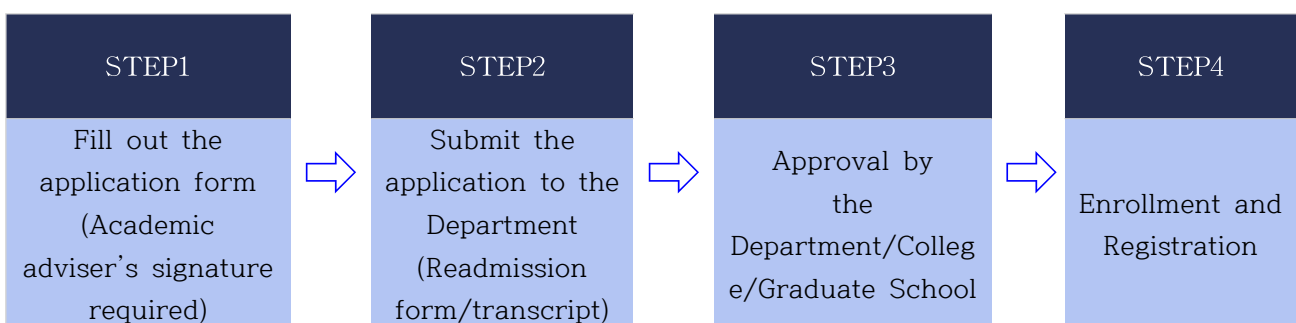 STEP1
Fill out the
application form
(Academic
adviser's signature
required)
STEP2
Submit the
application to the
Department
(Readmission
form/transcript)
STEP3
Approval by
the
Department/Colleg
e/Graduate School
STEP4
Enrollment and
Registration